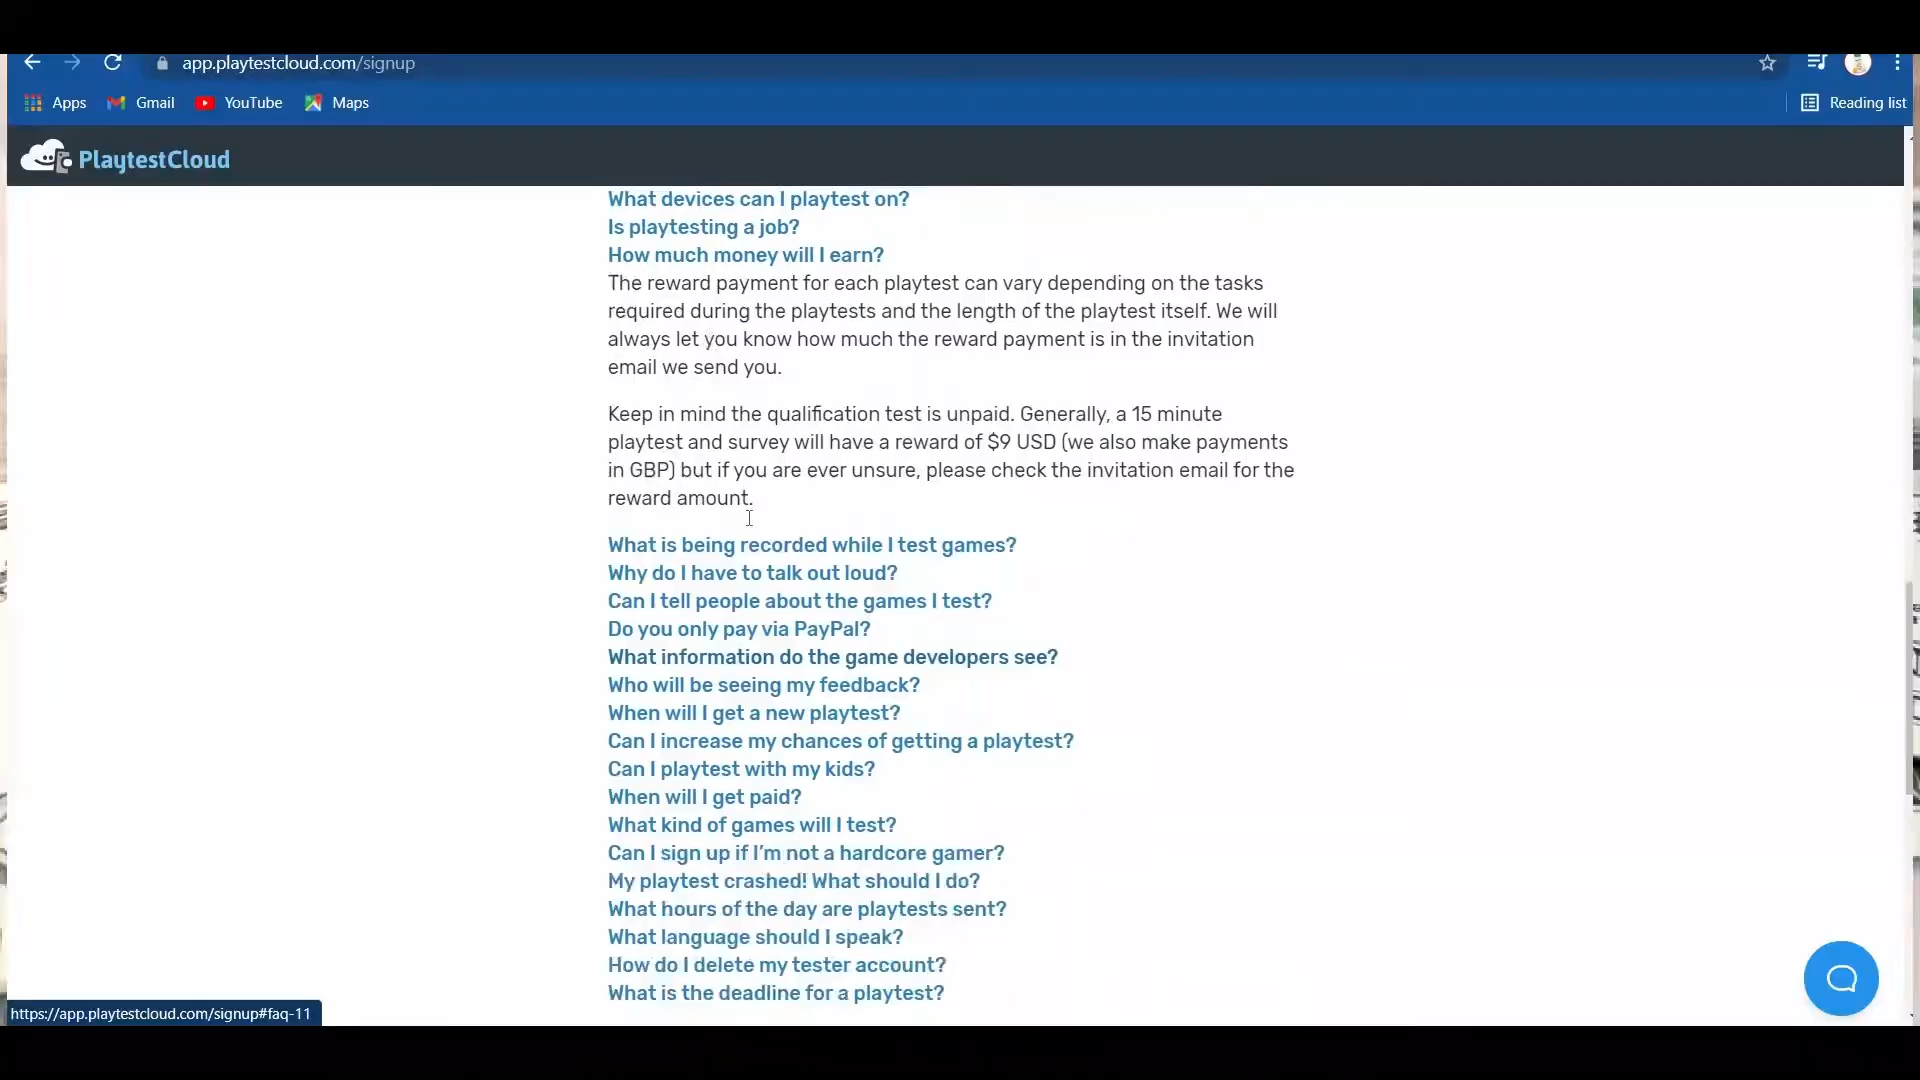 app.playtestcloud.com/signup
Apps Gmail YouTube Maps Reading list
PlaytestCloud
What devices can I playtest on?
Is playtesting a job?
How much money will I earn?
The reward payment for each playtest can vary depending on the tasks
required during the playtests and the length of the playtest itself. We will
always let you know how much the reward payment is in the invitation
email we send you.
Keep in mind the qualification test is unpaid. Generally, a 15 minute
playtest and survey will have a reward of $9 USD (we also make payments
in GBP) but if you are ever unsure, please check the invitation email for the
reward amount.
What is being recorded while I test games?
Why do I have to talk out loud?
Can I tell people about the games I test?
Do you only pay via PayPal?
What information do the game developers see?
Who will be seeing my feedback?
When will I get a new playtest?
Can I increase my chances of getting a playtest?
Can I playtest with my kids?
When will I get paid?
What kind of games will I test?
Can I sign up if I'm not a hardcore gamer?
My playtest crashed! What should I do?
What hours of the day are playtests sent?
What language should I speak?
How do I delete my tester account?
What is the deadline for a playtest?
https://app.playtestcloud.com/signup#faq-11